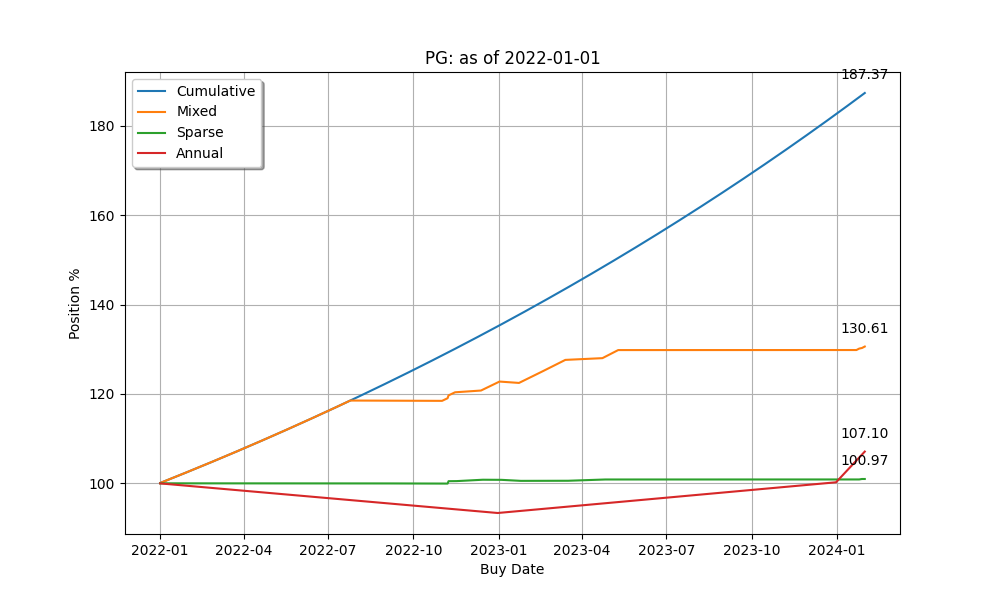 PG: as of 2022-01-01
187.37
Cumulative
Mixed
Sparse
Annual
180
160
140
130.61
120
107.10
100.97
100
Position %
2022-01 2022-04 2022-07 2022-10 2023-01 2023-04 2023-07 2023-10 2024-01
Buy Date